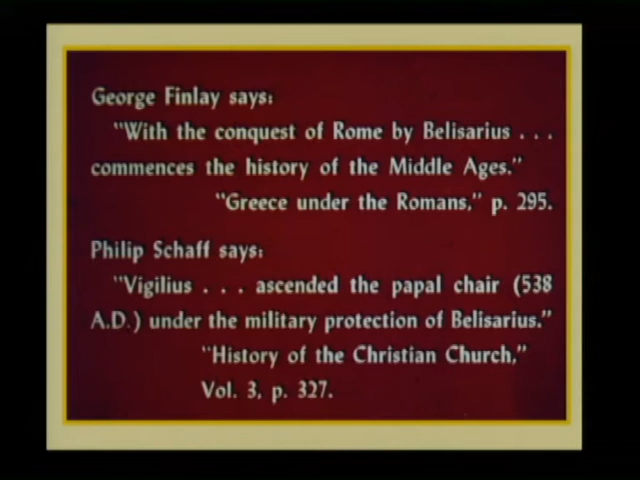 George Finlay says:
"With the conquest of Rome by Belisarius . . .
commences the history of the Middle Ages."
"Greece under the Romans," p. 295.
Philip Schaff says:
"Vigilius . . . ascended the papal chair (538
A.D.) under the military protection of Belisarius."
"History of the Christian Church,"
Vol. 3, p. 327.